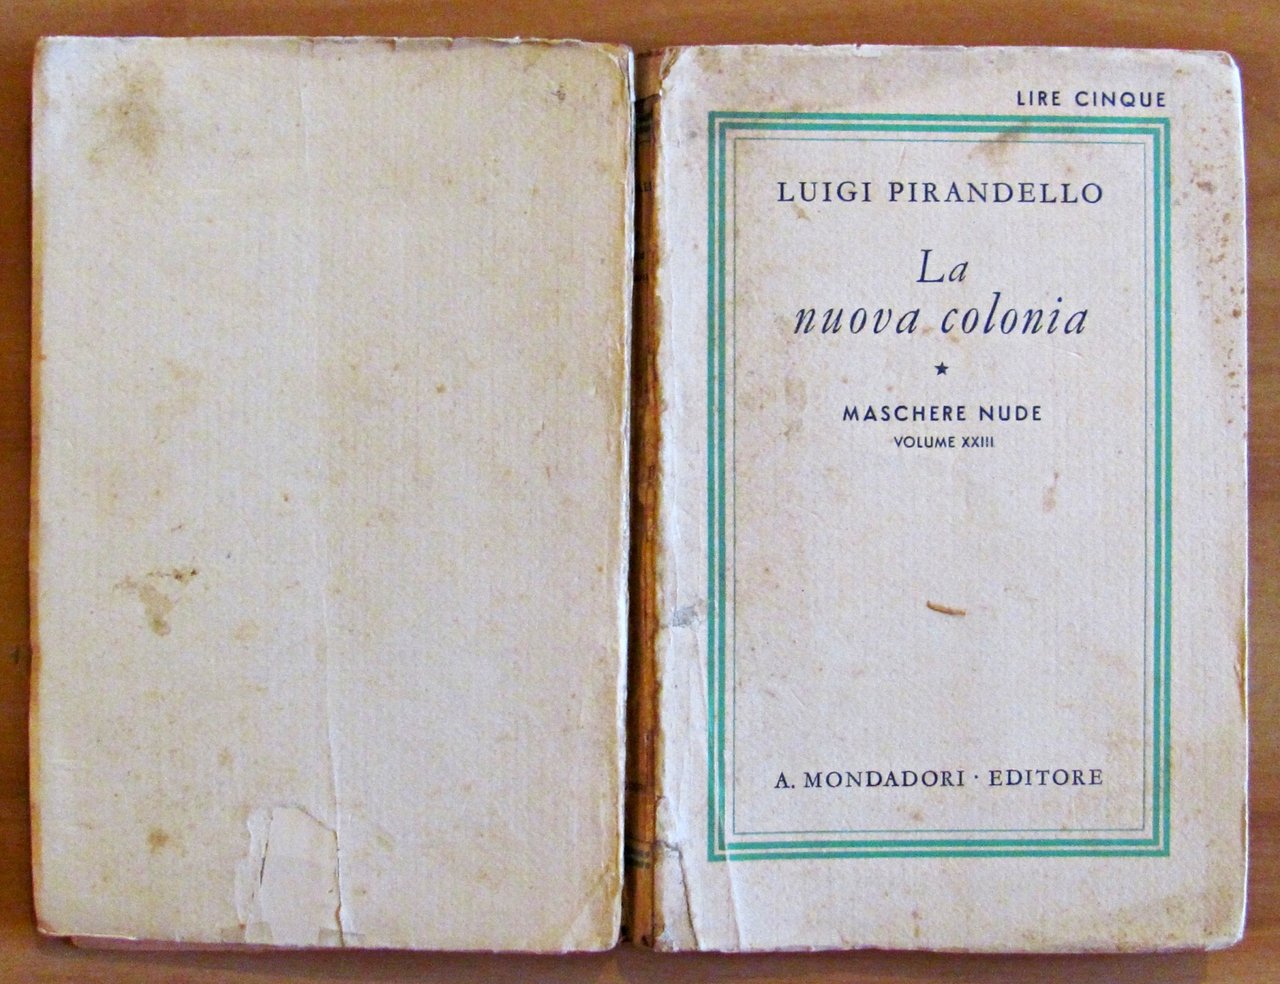 LIRE CINQUE
LUIGI PIRANDELLO
La
nuova colonia
★
MASCHERE NUDE
VOLUME XXIII
A. MONDADORI · EDITORE